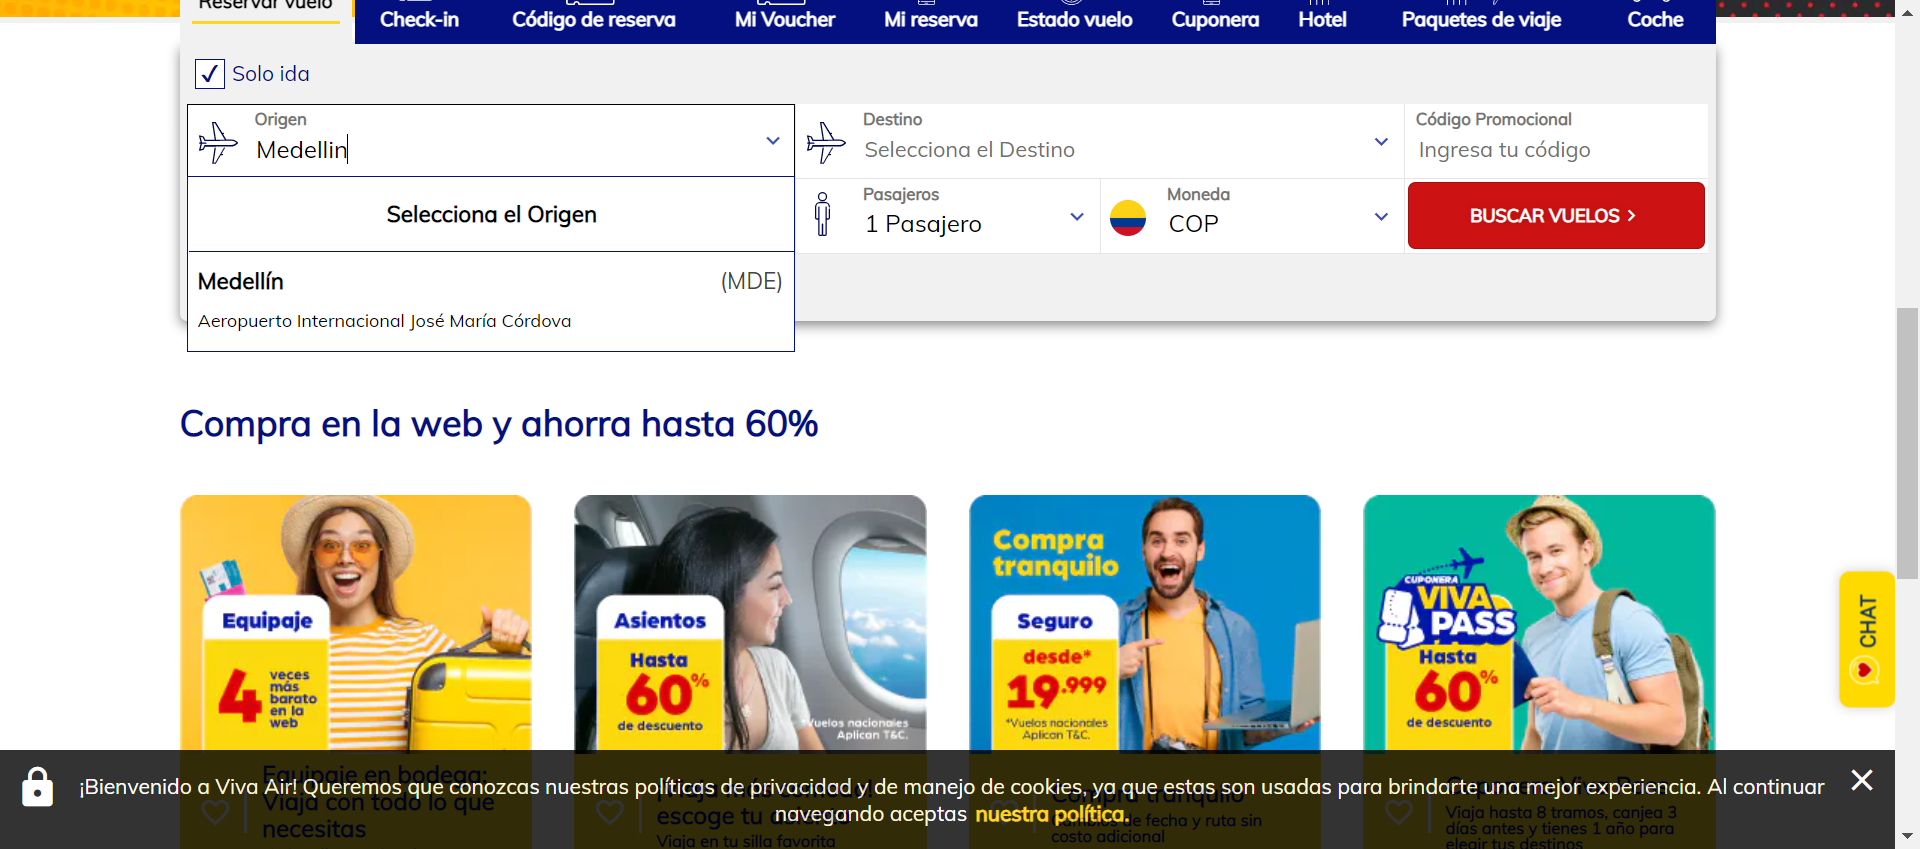 Reservar vuelo
Check-in
Código de reserva
Mi Voucher
Mi reserva
Estado vuelo
Cuponera
Hotel
Paquetes de viaje
Coche
Solo ida
Origen
Medellin
Destino
Selecciona el Destino
Código Promocional
Ingresa tu código
Selecciona el Origen
Pasajeros
1 Pasajero
Moneda
COP
BUSCAR VUELOS
Medellín
(MDE)
Aeropuerto Internacional José María Córdova
Compra en la web y ahorra hasta 60%
Equipaje
4 veces
más
barato
en la
web
Asientos
Hasta
60%
de descuento
*Vuelos nacionales
Aplican T&C.
Compra
tranquilo
Seguro
desde*
19.999
*Vuelos nacionales
Aplican T&C.
CUPONERA
VIVA
PASS
Hasta
60%
de descuento
CHAT
¡Bienvenido a Viva Air! Queremos que conozcas nuestras políticas de privacidad y de manejo de cookies, ya que estas son usadas para brindarte una mejor experiencia. Al continuar
navegando aceptas nuestra política.
Equipaje en bodega:
Viaja con todo lo que
necesitas
escoge tu
Viaja en tu silla favorita
Compra tranquilo
Cambios de fecha y ruta sin
costo adicional
Viaja hasta 8 tramos, canjea 3
días antes y tienes 1 año para
elegir tus destinos